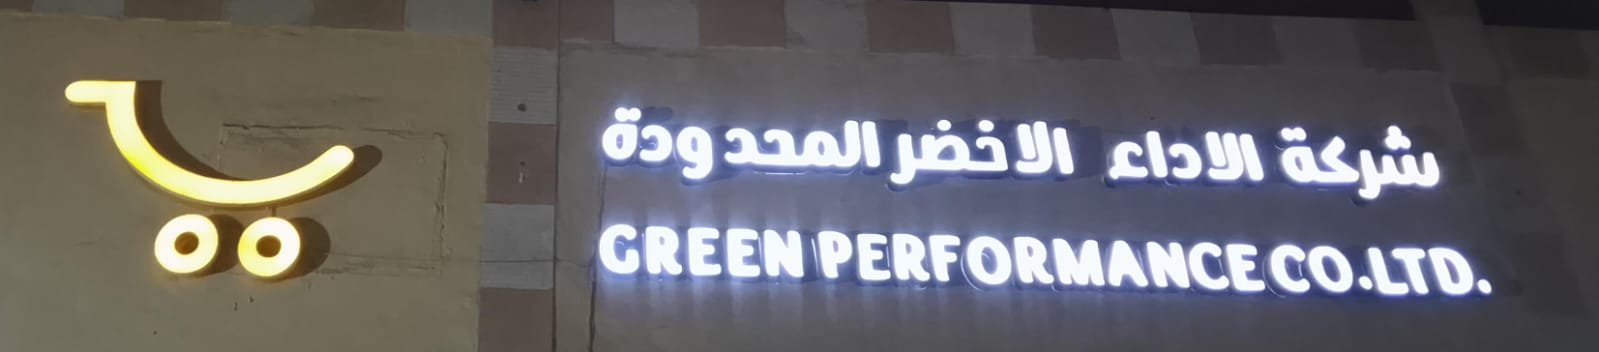 شركة الاداء الاخضر المحدودة
GREEN PERFORMANCE CO.LTD.